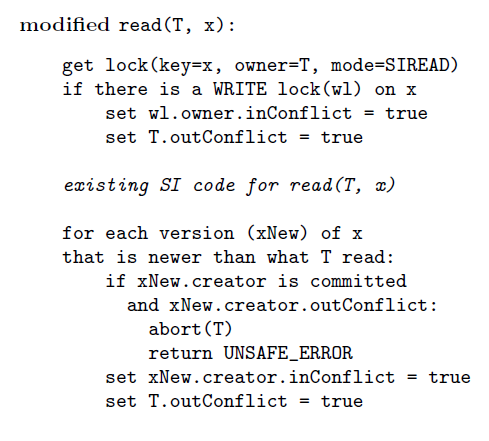 modified read(T, x):
get lock(key=x, owner=T, mode=SIREAD)
if there is a WRITE lock(wl) on x
set wl.owner.inConflict = true
set T.outConflict = true
existing SI code for read(T, x)
for each version (xNew) of x
that is newer than what T read:
if xNew.creator is committed
and xNew.creator.outConflict:
abort(T)
return UNSAFE_ERROR
set xNew.creator.inConflict = true
set T.outConflict = true